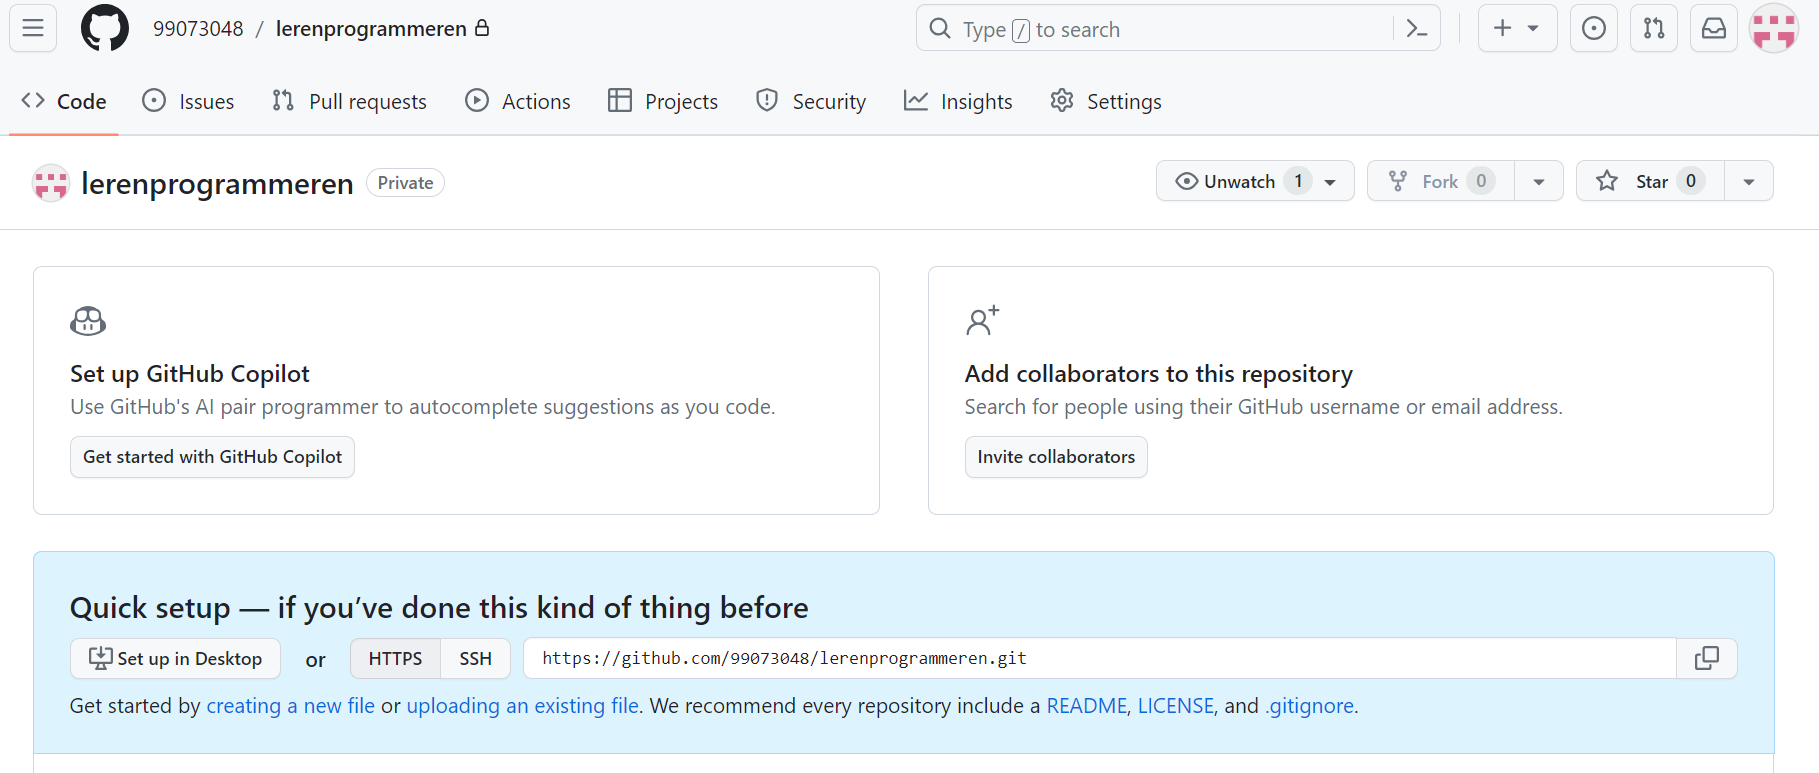 99073048 / lerenprogrammeren
Type / to search
Code Issues Pull requests Actions Projects Security Insights Settings
lerenprogrammeren Private
Unwatch 1 Fork 0 Star 0
Set up GitHub Copilot
Use GitHub's AI pair programmer to autocomplete suggestions as you code.
Get started with GitHub Copilot
Add collaborators to this repository
Search for people using their GitHub username or email address.
Invite collaborators
Quick setup — if you’ve done this kind of thing before
Set up in Desktop or HTTPS SSH https://github.com/99073048/lerenprogrammeren.git
Get started by creating a new file or uploading an existing file. We recommend every repository include a README, LICENSE, and .gitignore.